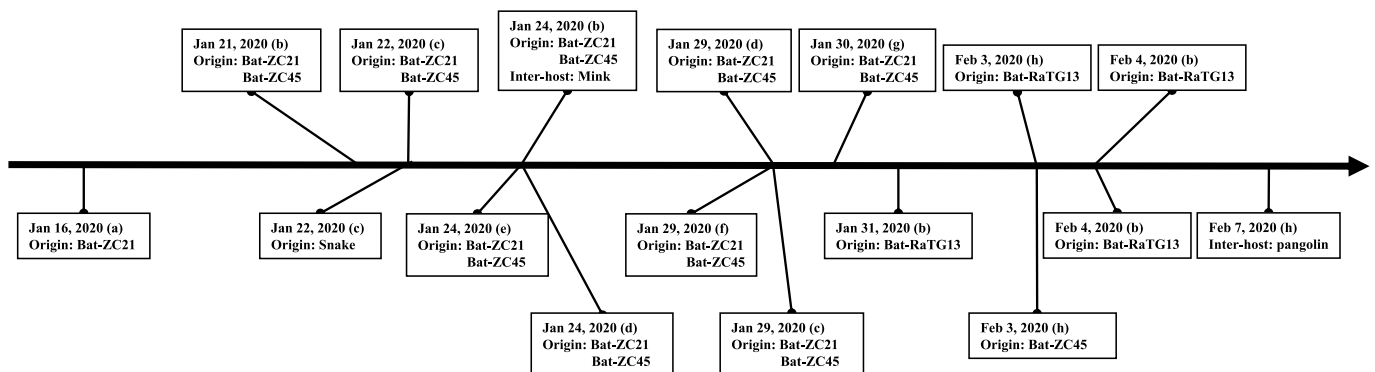 Jan 21, 2020 (b)
Origin: Bat-ZC21
Bat-ZC45
Jan 22, 2020 (c)
Origin: Bat-ZC21
Bat-ZC45
Jan 24, 2020 (b)
Origin: Bat-ZC21
Bat-ZC45
Inter-host: Mink
Jan 29, 2020 (d)
Origin: Bat-ZC21
Bat-ZC45
Jan 30, 2020 (g)
Origin: Bat-ZC21
Bat-ZC45
Feb 3, 2020 (h)
Origin: Bat-RaTG13
Feb 4, 2020 (b)
Origin: Bat-RaTG13
Jan 16, 2020 (a)
Origin: Bat-ZC21
Jan 22, 2020 (c)
Origin: Snake
Jan 24, 2020 (e)
Origin: Bat-ZC21
Bat-ZC45
Jan 29, 2020 (f)
Origin: Bat-ZC21
Bat-ZC45
Jan 31, 2020 (b)
Origin: Bat-RaTG13
Feb 4, 2020 (b)
Origin: Bat-RaTG13
Feb 7, 2020 (h)
Inter-host: pangolin
Jan 24, 2020 (d)
Origin: Bat-ZC21
Bat-ZC45
Jan 29, 2020 (c)
Origin: Bat-ZC21
Bat-ZC45
Feb 3, 2020 (h)
Origin: Bat-ZC45